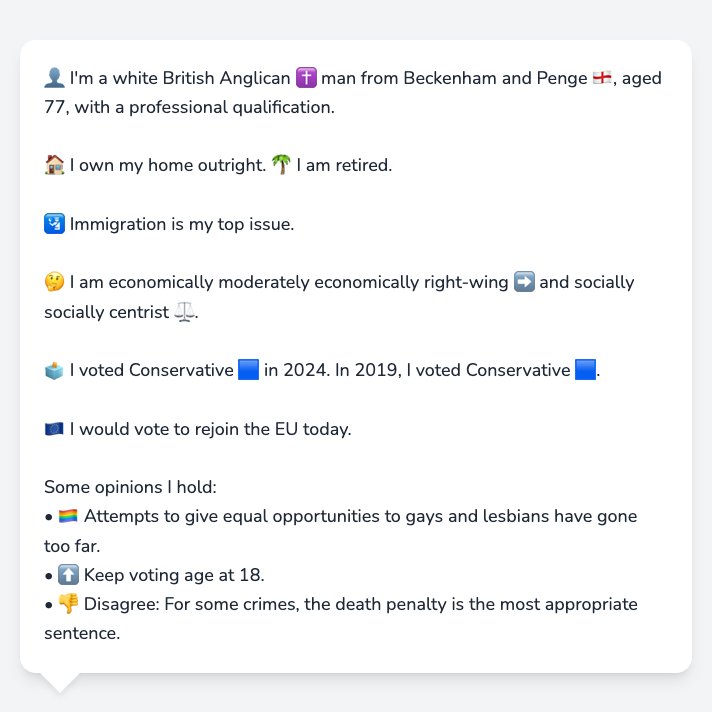 👤 I'm a white British Anglican ✝️ man from Beckenham and Penge 🏴󠁧󠁢󠁥󠁮󠁧󠁿, aged
77, with a professional qualification.
🏠 I own my home outright. 🌴 I am retired.
🛂 Immigration is my top issue.
🤔 I am economically moderately economically right-wing ➡️ and socially
socially centrist ⚖️.
🗳️ I voted Conservative 🟦 in 2024. In 2019, I voted Conservative 🟦.
🇪🇺 I would vote to rejoin the EU today.
Some opinions I hold:
• 🏳️‍🌈 Attempts to give equal opportunities to gays and lesbians have gone
too far.
• ⬆️ Keep voting age at 18.
• 👎 Disagree: For some crimes, the death penalty is the most appropriate
sentence.